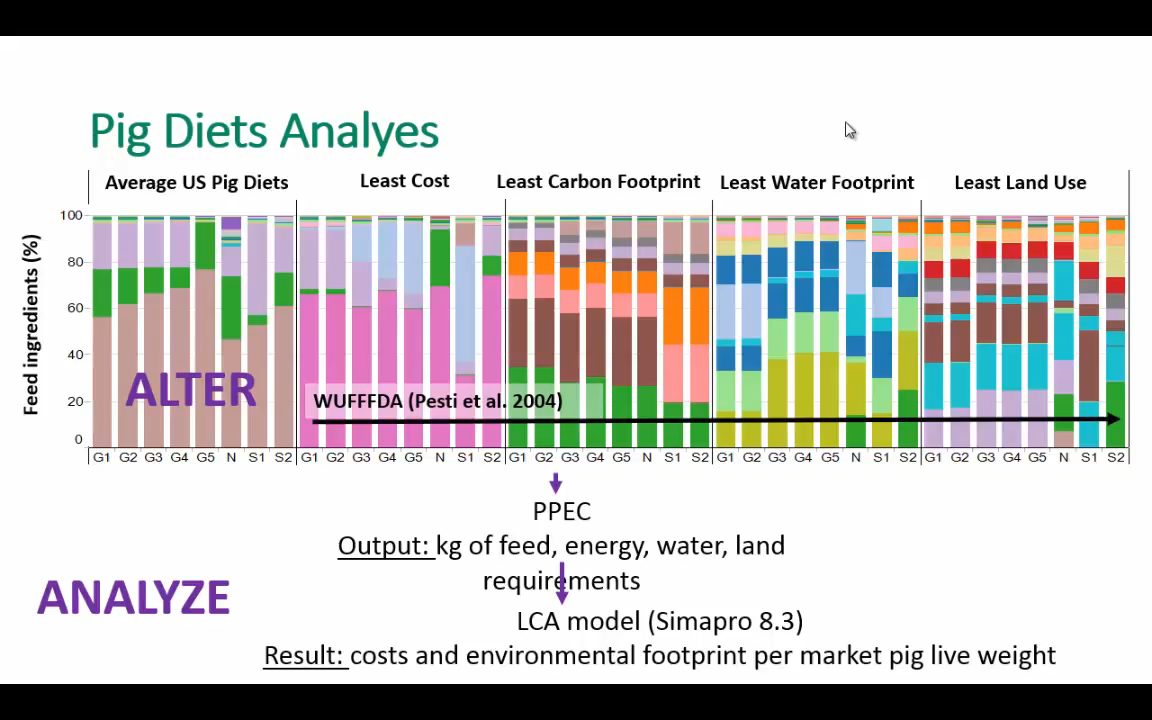 Pig Diets Analyes
Average US Pig Diets
Least Cost
Least Carbon Footprint
Least Water Footprint
Least Land Use
Feed ingredients (%)
100
80
60
40
20
0
ALTER
WUFFFDA (Pesti et al. 2004)
G1 G2 G3 G4 G5 N S1 S2 G1 G2 G3 G4 G5 N S1 S2 G1 G2 G3 G4 G5 N S1 S2 G1 G2 G3 G4 G5 N S1 S2 G1 G2 G3 G4 G5 N S1 S2
PPEC
Output: kg of feed, energy, water, land
requirements
ANALYZE
LCA model (Simapro 8.3)
Result: costs and environmental footprint per market pig live weight